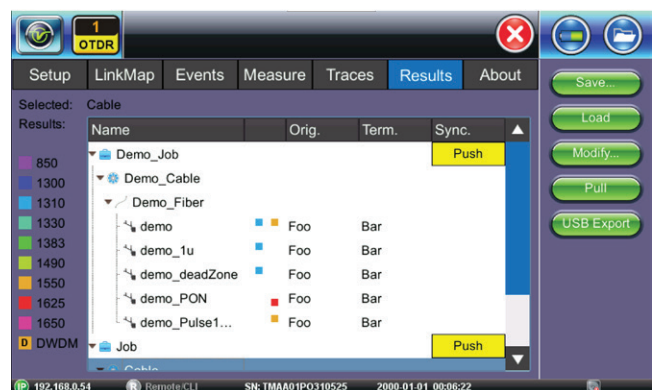 1
OTDR
Setup LinkMap Events Measure Traces Results About
Selected: Cable
Results:
Name Orig. Term. Sync.
850
1300
1310
1330
1383
1490
1550
1625
1650
D DWDM
Demo_Job Push
Demo_Cable
Demo_Fiber
demo Foo Bar
demo_1u Foo Bar
demo_deadZone Foo Bar
demo_PON Foo Bar
demo_Pulse1... Foo Bar
Job Push
Cable
Save...
Load
Modify...
Pull
USB Export
IP 192.168.0.54 R Remote/CLI SN: TMAA01PO310525 2000-01-01 00:06:22